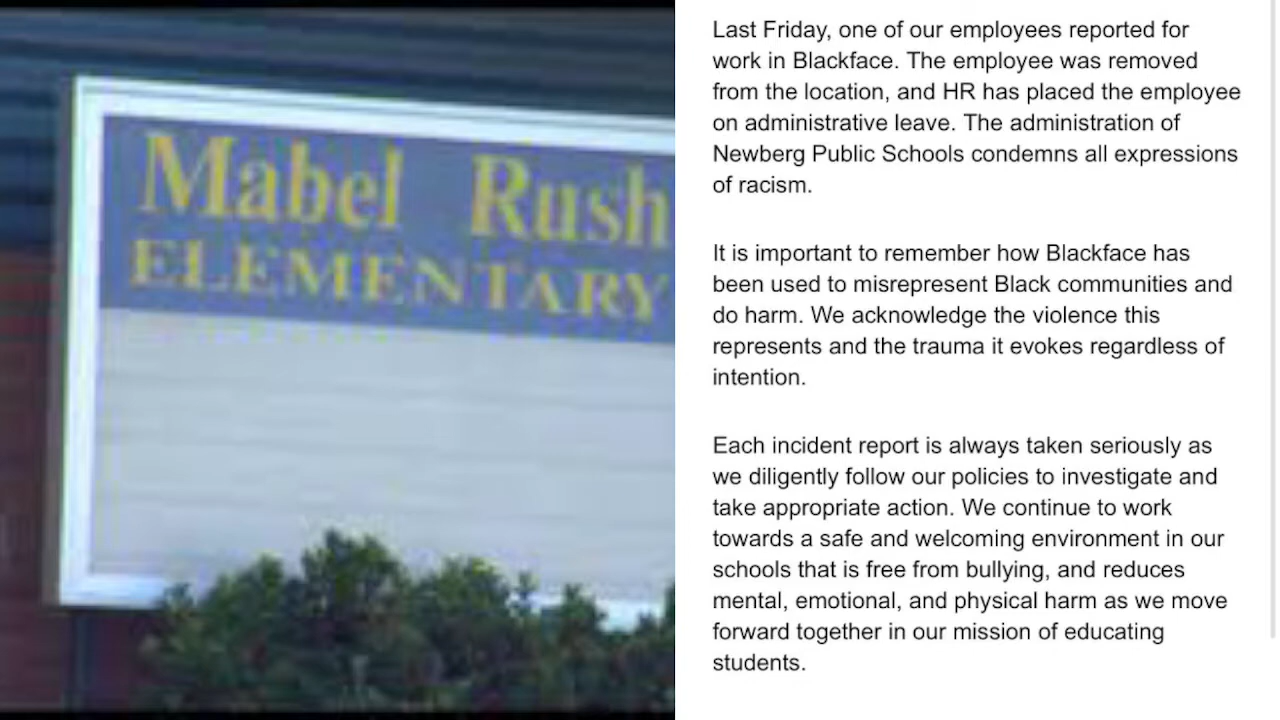 Mabel Rush
ELEMENTARY
Last Friday, one of our employees reported for
work in Blackface. The employee was removed
from the location, and HR has placed the employee
on administrative leave. The administration of
Newberg Public Schools condemns all expressions
of racism.
It is important to remember how Blackface has
been used to misrepresent Black communities and
do harm. We acknowledge the violence this
represents and the trauma it evokes regardless of
intention.
Each incident report is always taken seriously as
we diligently follow our policies to investigate and
take appropriate action. We continue to work
towards a safe and welcoming environment in our
schools that is free from bullying, and reduces
mental, emotional, and physical harm as we move
forward together in our mission of educating
students.